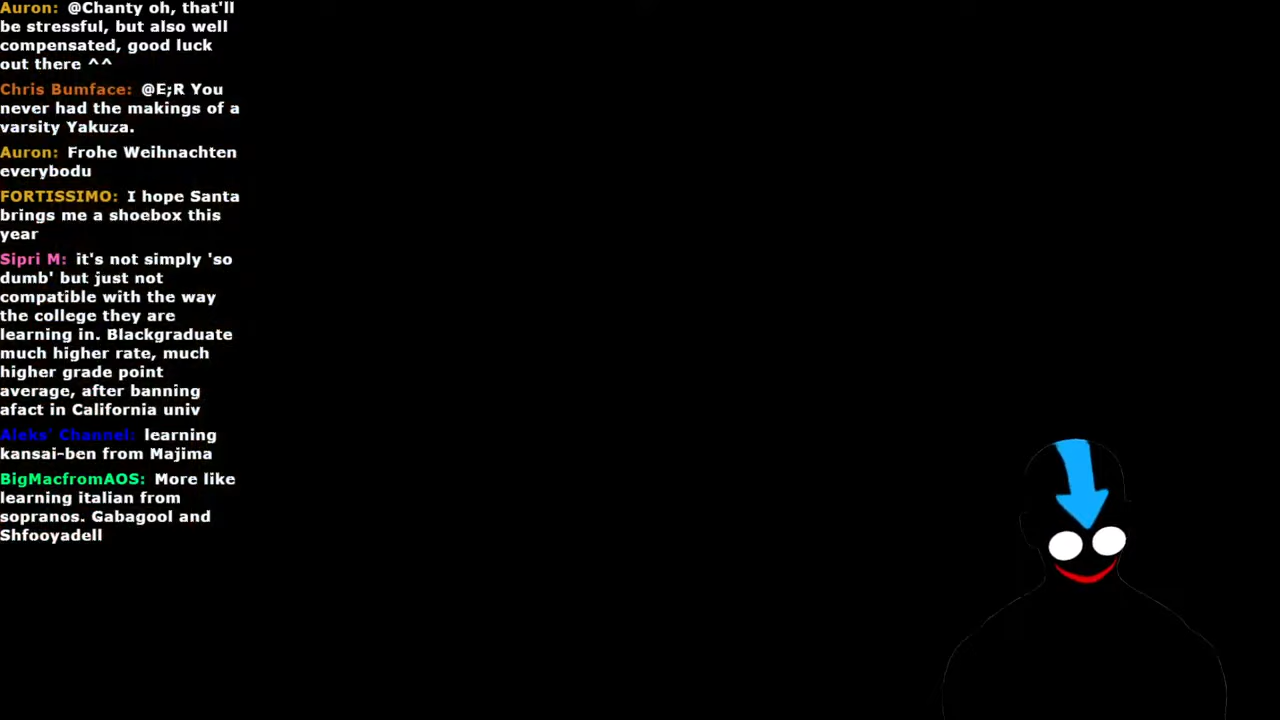 Auron: @Chanty oh, that'll
be stressful, but also well
compensated, good luck
out there ^^
Chris Bumface: @E;R You
never had the makings of a
varsity Yakuza.
Auron: Frohe Weihnachten
everybodu
FORTISSIMO: I hope Santa
brings me a shoebox this
year
Sipri M: it's not simply 'so
dumb' but just not
compatible with the way
the college they are
learning in. Blackgraduate
much higher rate, much
higher grade point
average, after banning
afact in California univ
Aleks' Channel: learning
kansai-ben from Majima
BigMacfromAOS: More like
learning italian from
sopranos. Gabagool and
Shfooyadell